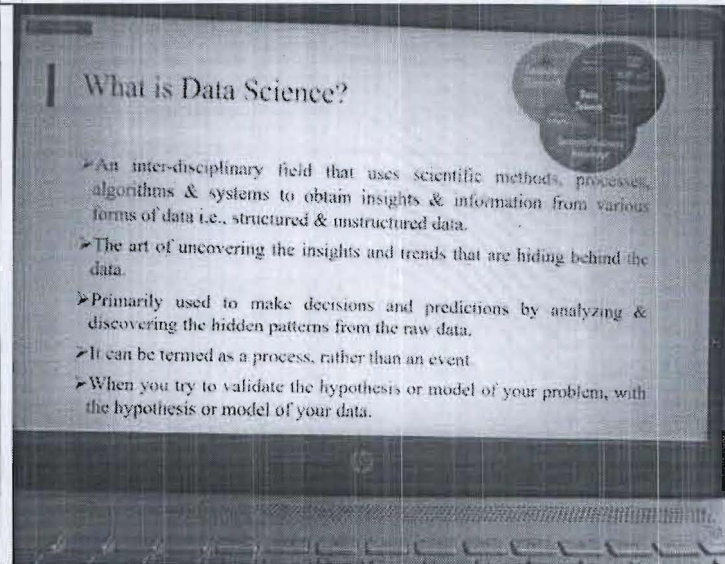 What is Data Science?
➢An inter-disciplinary field that uses scientific methods, processes,
algorithms & systems to obtain insights & information from various
forms of data i.e., structured & unstructured data.
➢The art of uncovering the insights and trends that are hiding behind the
data.
➢Primarily used to make decisions and predictions by analyzing &
discovering the hidden patterns from the raw data.
➢It can be termed as a process, rather than an event
➢When you try to validate the hypothesis or model of your problem, with
the hypothesis or model of your data.
hp